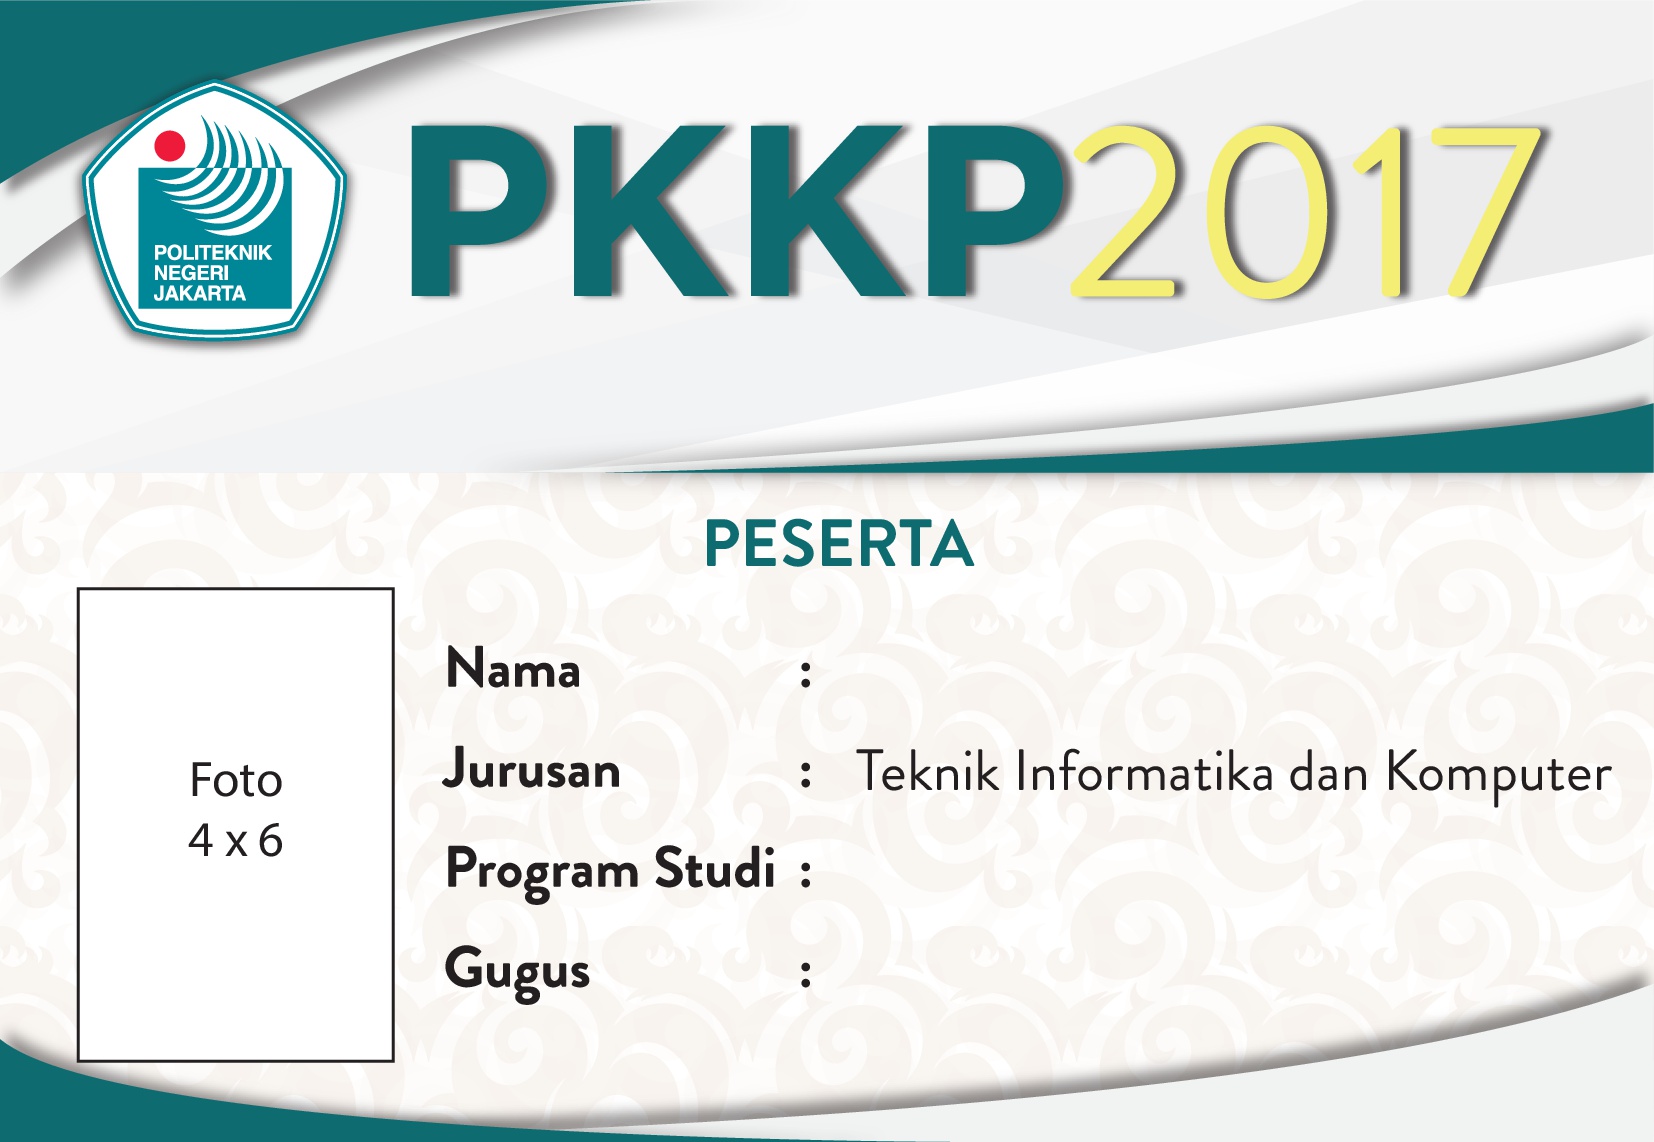 POLITEKNIK
NEGERI
JAKARTA
PKKP2017
PESERTA
Foto
4 x 6
Nama :
Jurusan : Teknik Informatika dan Komputer
Program Studi :
Gugus :